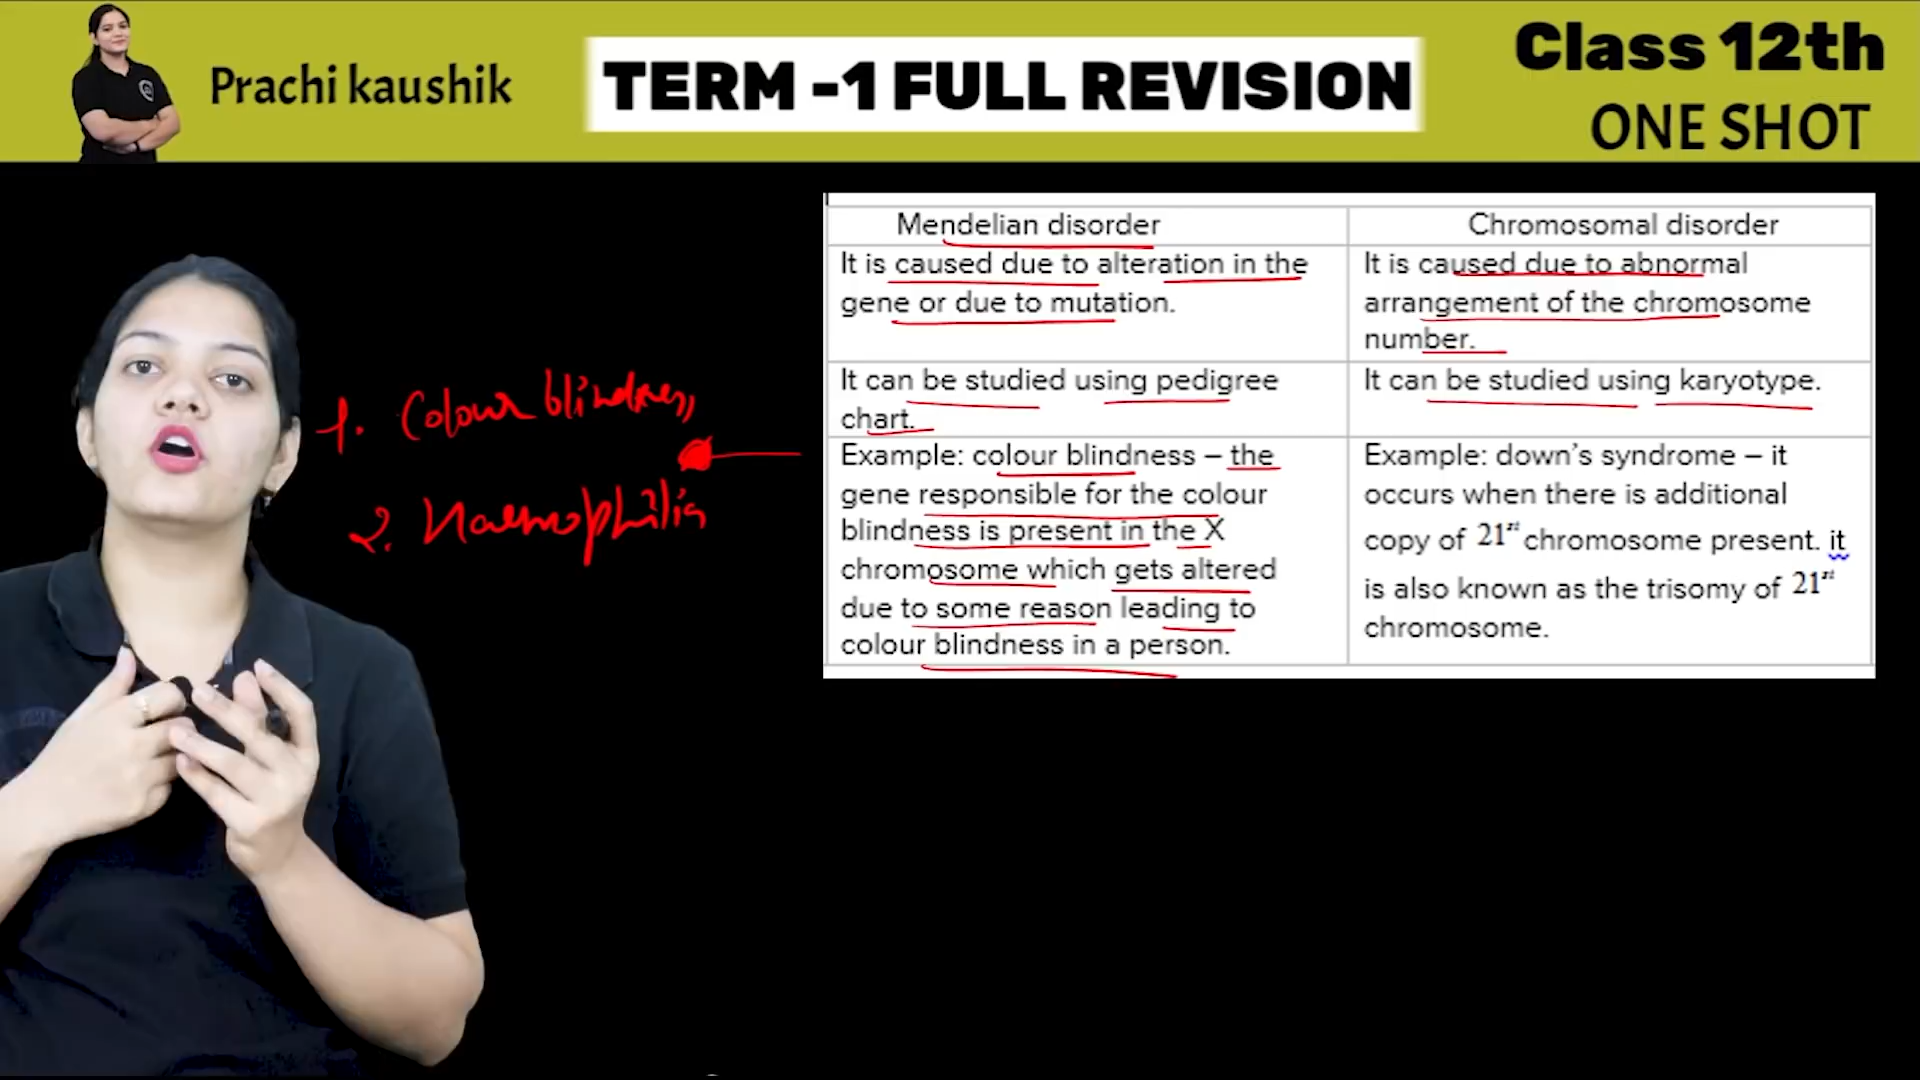 Prachi kaushik
TERM -1 FULL REVISION
Class 12th
ONE SHOT
1. Colour blindness
2. Haemophilia
Mendelian disorder
It is caused due to alteration in the
gene or due to mutation.
It can be studied using pedigree
chart.
Example: colour blindness – the
gene responsible for the colour
blindness is present in the X
chromosome which gets altered
due to some reason leading to
colour blindness in a person.
Chromosomal disorder
It is caused due to abnormal
arrangement of the chromosome
number.
It can be studied using karyotype.
Example: down’s syndrome – it
occurs when there is additional
copy of 21st chromosome present. it
is also known as the trisomy of 21st
chromosome.